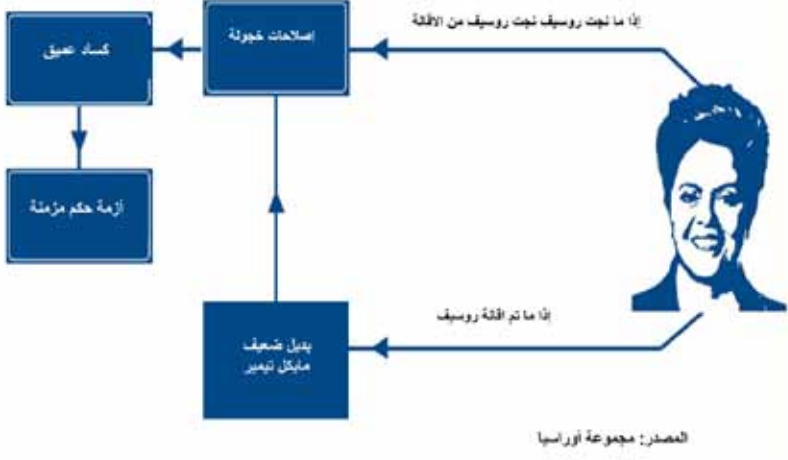 إذا ما نجت روسيف نجت روسيف من الاقالة
إصلاحات خجولة
كساد عميق
أزمة حكم مزمنة
إذا ما تم اقالة روسيف
بديل ضعيف
مايكل تيمير
المصدر: مجموعة أوراسيا